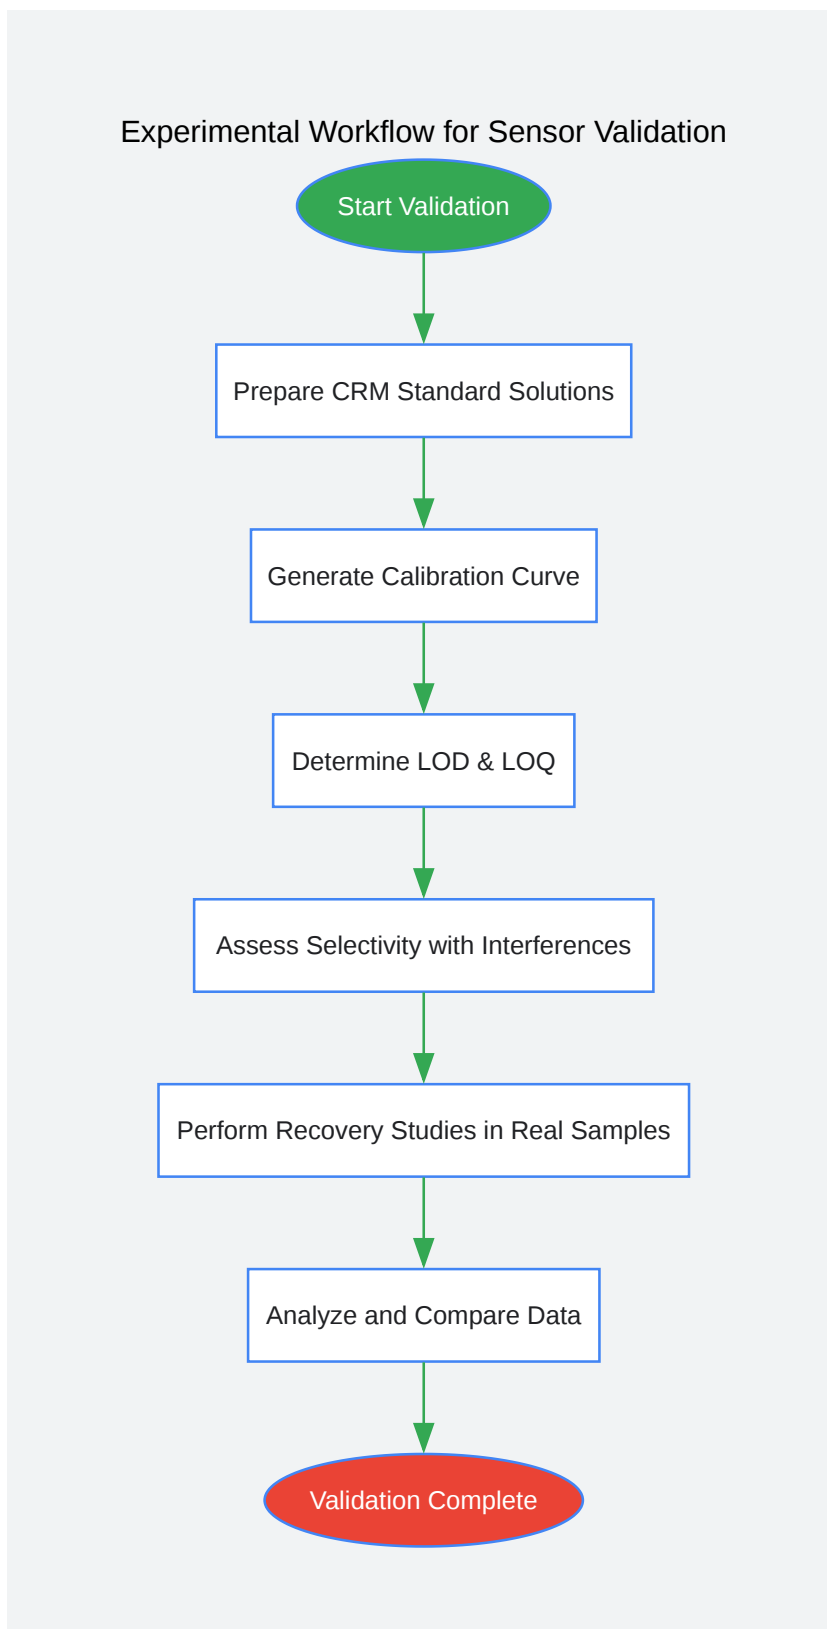 Experimental Workflow for Sensor Validation
Start Validation
Prepare CRM Standard Solutions
Generate Calibration Curve
Determine LOD & LOQ
Assess Selectivity with Interferences
Perform Recovery Studies in Real Samples
Analyze and Compare Data
Validation Complete